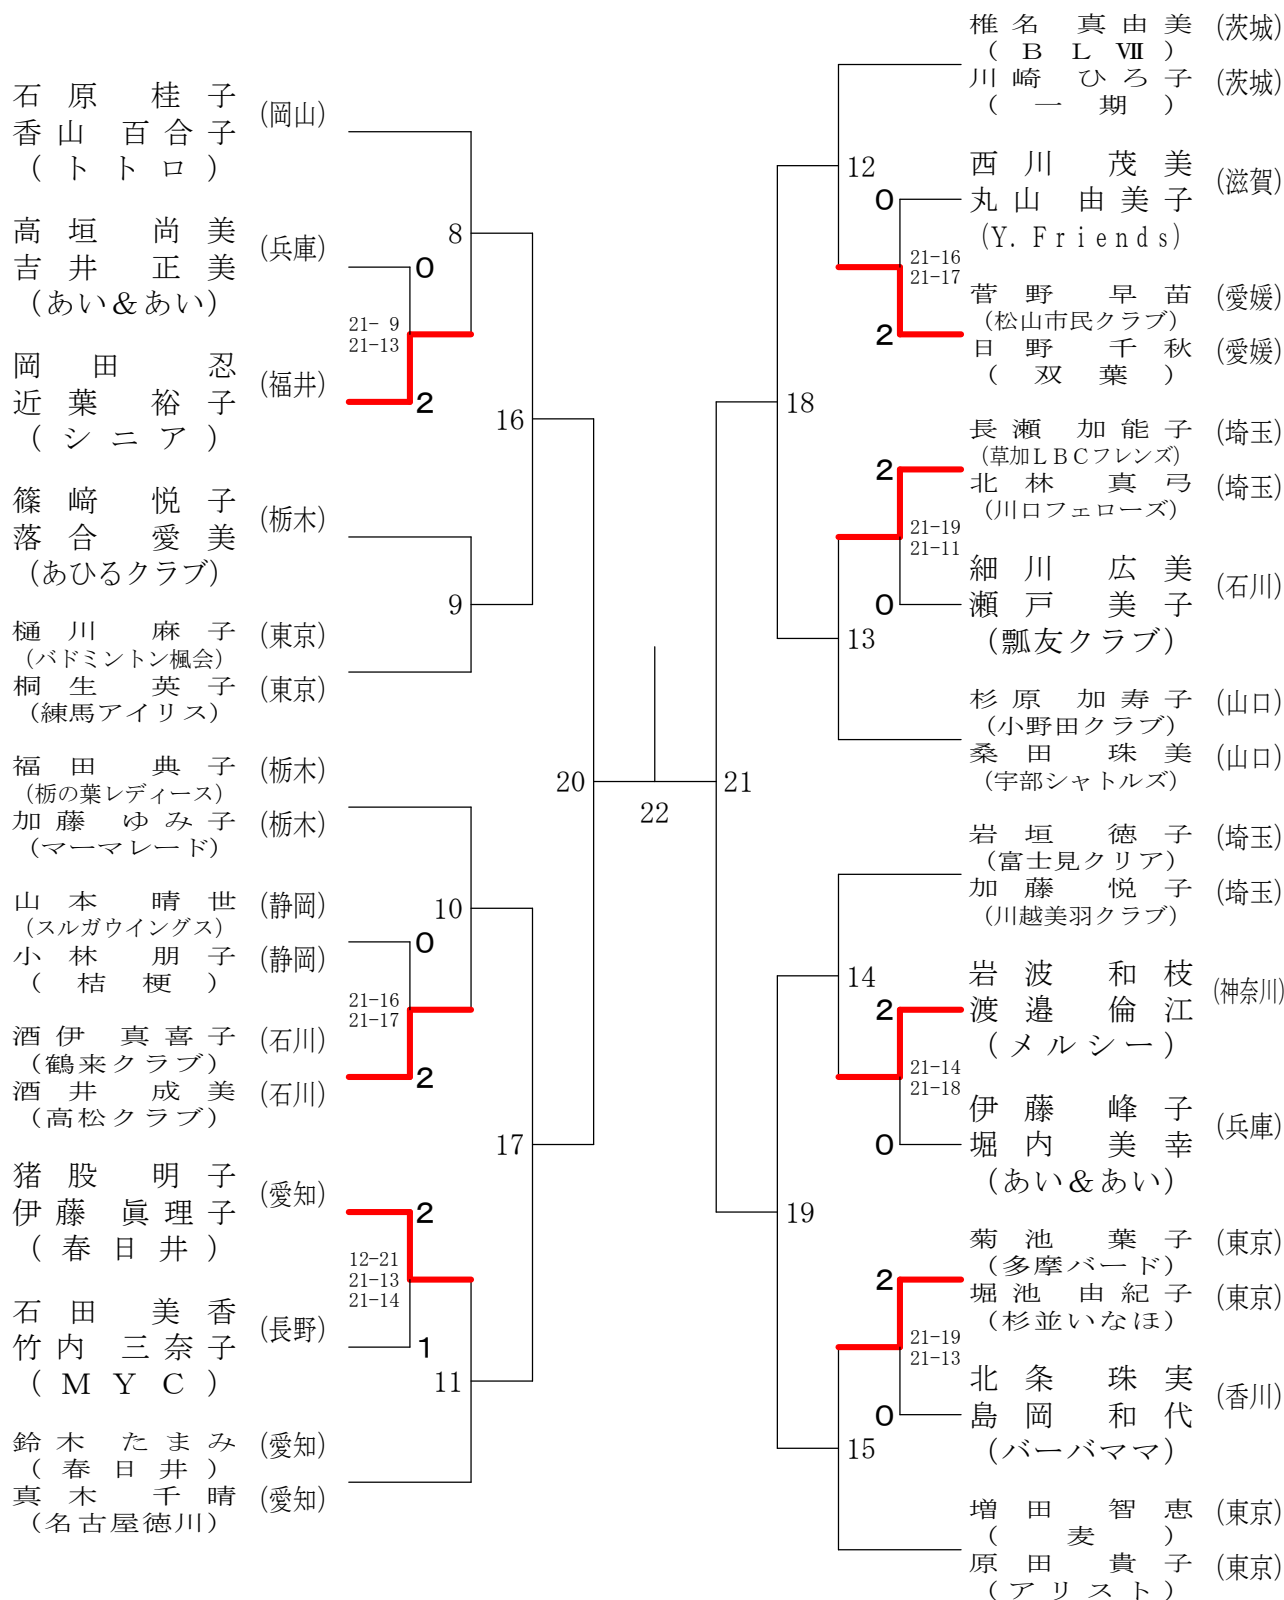 石原 桂子 (岡山)
香山 百合子
(トトロ)
8
高垣 尚美 (兵庫)
吉井 正美
(あい＆あい)
0
21- 9
21-13
岡田 忍 (福井)
近葉 裕子
(シニア)
2
16
篠﨑 悦子 (栃木)
落合 愛美
(あひるクラブ)
9
樋川 麻子 (東京)
(バドミントン楓会)
桐生 英子 (東京)
(練馬アイリス)
20
福田 典子 (栃木)
(栃の葉レディース)
加藤 ゆみ子 (栃木)
(マーマレード)
10
山本 晴世 (静岡)
(スルガウイングス)
小林 朋子 (静岡)
(桔梗)
0
21-16
21-17
酒伊 真喜子 (石川)
(鶴来クラブ)
酒井 成美 (石川)
(高松クラブ)
2
17
猪股 明子 (愛知)
伊藤 眞理子
(春日井)
2
12-21
21-13
21-14
石田 美香 (長野)
竹内 三奈子
(ＭＹＣ)
1
11
鈴木 たまみ (愛知)
(春日井)
真木 千晴 (愛知)
(名古屋徳川)
22
椎名 真由美 (茨城)
(ＢＬⅦ)
川崎 ひろ子 (茨城)
(一期)
12
西川 茂美 (滋賀)
丸山 由美子
(Y. Friends)
0
21-16
21-17
菅野 早苗 (愛媛)
(松山市民クラブ)
日野 千秋 (愛媛)
(双葉)
2
18
長瀬 加能子 (埼玉)
(草加ＬＢＣフレンズ)
北林 真弓 (埼玉)
(川口フェローズ)
2
21-19
21-11
細川 広美 (石川)
瀬戸 美子
(瓢友クラブ)
0
13
杉原 加寿子 (山口)
(小野田クラブ)
桑田 珠美 (山口)
(宇部シャトルズ)
21
岩垣 徳子 (埼玉)
(富士見クリア)
加藤 悦子 (埼玉)
(川越美羽クラブ)
14
岩波 和枝 (神奈川)
渡邉 倫江
(メルシー)
2
21-14
21-18
伊藤 峰子 (兵庫)
堀内 美幸
(あい＆あい)
0
19
菊池 葉子 (東京)
(多摩バード)
堀池 由紀子 (東京)
(杉並いなほ)
2
21-19
21-13
北条 珠実 (香川)
島岡 和代
(バーバママ)
0
15
増田 智恵 (東京)
(麦)
原田 貴子 (東京)
(アリスト)